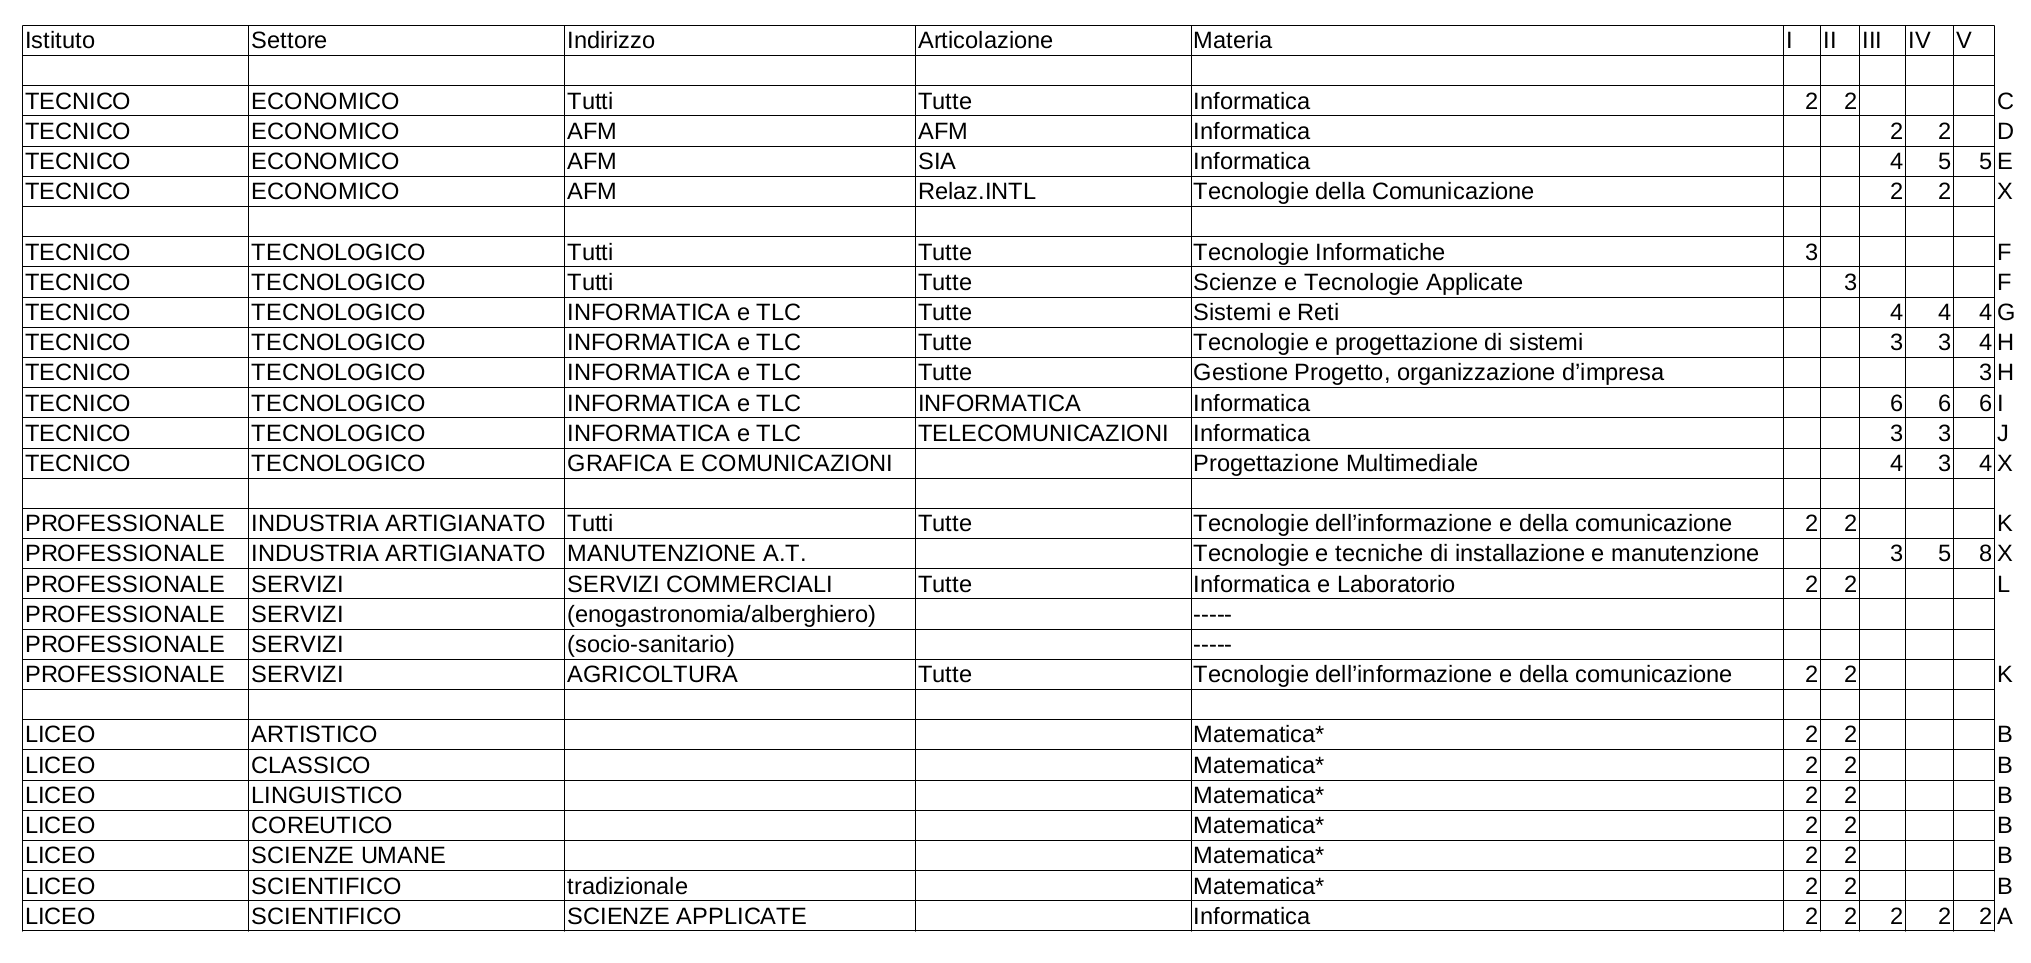 Istituto Settore Indirizzo Articolazione Materia I II III IV V
TECNICO ECONOMICO Tutti Tutte Informatica 2 2 C
TECNICO ECONOMICO AFM AFM Informatica 2 2 D
TECNICO ECONOMICO AFM SIA Informatica 4 5 5 E
TECNICO ECONOMICO AFM Relaz.INTL Tecnologie della Comunicazione 2 2 X
TECNICO TECNOLOGICO Tutti Tutte Tecnologie Informatiche 3 F
TECNICO TECNOLOGICO Tutti Tutte Scienze e Tecnologie Applicate 3 F
TECNICO TECNOLOGICO INFORMATICA e TLC Tutte Sistemi e Reti 4 4 4 G
TECNICO TECNOLOGICO INFORMATICA e TLC Tutte Tecnologie e progettazione di sistemi 3 3 4 H
TECNICO TECNOLOGICO INFORMATICA e TLC Tutte Gestione Progetto, organizzazione d’impresa 3 H
TECNICO TECNOLOGICO INFORMATICA e TLC INFORMATICA Informatica 6 6 6 I
TECNICO TECNOLOGICO INFORMATICA e TLC TELECOMUNICAZIONI Informatica 3 3 J
TECNICO TECNOLOGICO GRAFICA E COMUNICAZIONI Progettazione Multimediale 4 3 4 X
PROFESSIONALE INDUSTRIA ARTIGIANATO Tutti Tutte Tecnologie dell’informazione e della comunicazione 2 2 K
PROFESSIONALE INDUSTRIA ARTIGIANATO MANUTENZIONE A.T. Tecnologie e tecniche di installazione e manutenzione 3 5 8 X
PROFESSIONALE SERVIZI SERVIZI COMMERCIALI Tutte Informatica e Laboratorio 2 2 L
PROFESSIONALE SERVIZI (enogastronomia/alberghiero) -----
PROFESSIONALE SERVIZI (socio-sanitario) -----
PROFESSIONALE SERVIZI AGRICOLTURA Tutte Tecnologie dell’informazione e della comunicazione 2 2 K
LICEO ARTISTICO Matematica* 2 2 B
LICEO CLASSICO Matematica* 2 2 B
LICEO LINGUISTICO Matematica* 2 2 B
LICEO COREUTICO Matematica* 2 2 B
LICEO SCIENZE UMANE Matematica* 2 2 B
LICEO SCIENTIFICO tradizionale Matematica* 2 2 B
LICEO SCIENTIFICO SCIENZE APPLICATE Informatica 2 2 2 2 2 A